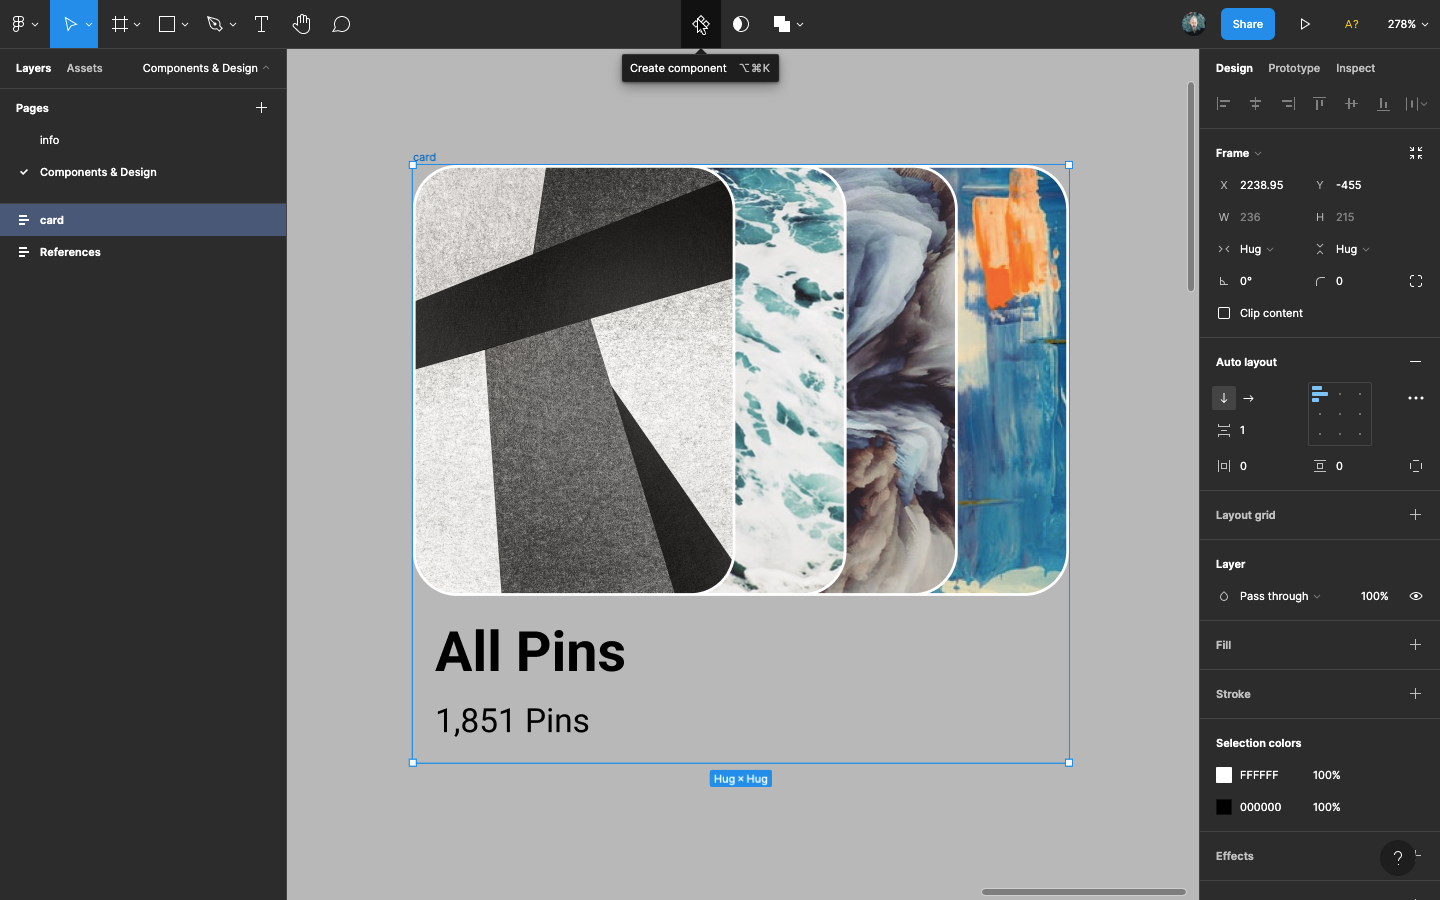 Share
A?
278%
Create component ⌥⌘K
Layers
Assets
Components & Design
Pages
info
Components & Design
card
References
card
All Pins
1,851 Pins
Hug × Hug
Design
Prototype
Inspect
Frame
X 2238.95
Y -455
W 236
H 215
Hug
Hug
0°
0
Clip content
Auto layout
1
0
0
Layout grid
Layer
Pass through
100%
Fill
Stroke
Selection colors
FFFFFF 100%
000000 100%
Effects
?